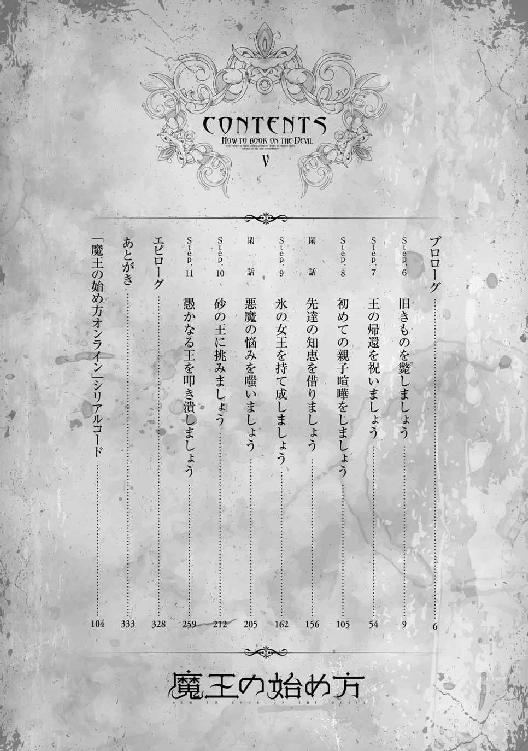 CONTENTS
HOW TO BOOK ON THE DEVIL
V
プロローグ 6
Step.6 旧きものを斃しましょう 9
Step.7 王の帰還を祝いましょう 54
Step.8 初めての親子喧嘩をしましょう 105
閑話 先達の知恵を借りましょう 156
Step.9 氷の女王を持て成しましょう 162
閑話 悪魔の悩みを嗤いましょう 205
Step.10 砂の王に挑みましょう 212
Step.11 愚かなる王を叩き潰しましょう 259
エピローグ 328
あとがき 333
「魔王の始め方オンライン」シリアルコード 104
魔王の始め方